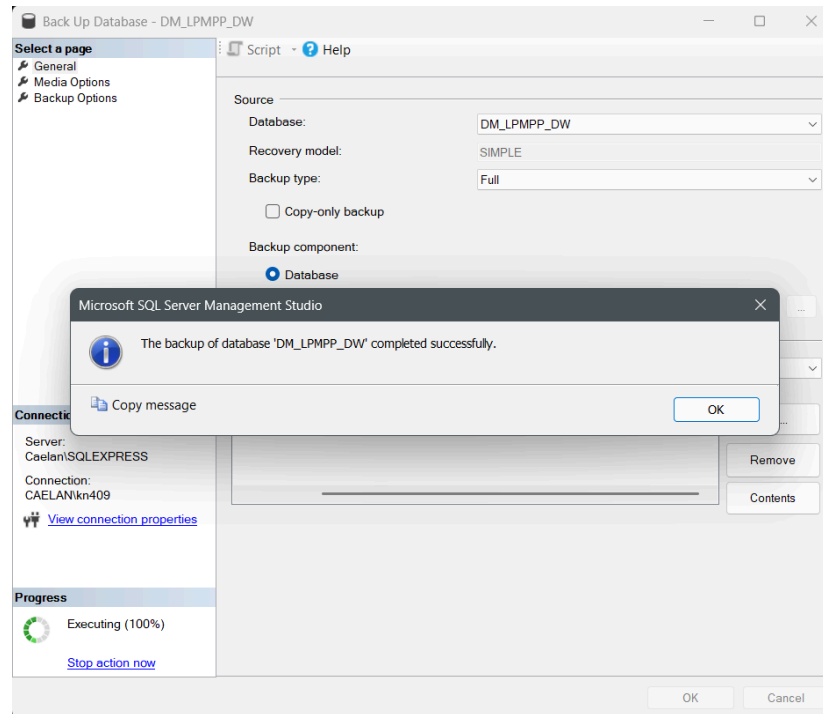 Back Up Database - DM_LPMPP_DW
Select a page
General
Media Options
Backup Options
Script
Help
Source
Database:
DM_LPMPP_DW
Recovery model:
SIMPLE
Backup type:
Full
Copy-only backup
Backup component:
Database
...
Microsoft SQL Server Management Studio
The backup of database 'DM_LPMPP_DW' completed successfully.
Copy message
OK
Connectio
Server:
Caelan\SQLEXPRESS
Connection:
CAELAN\kn409
View connection properties
...
Remove
Contents
Progress
Executing (100%)
Stop action now
OK
Cancel